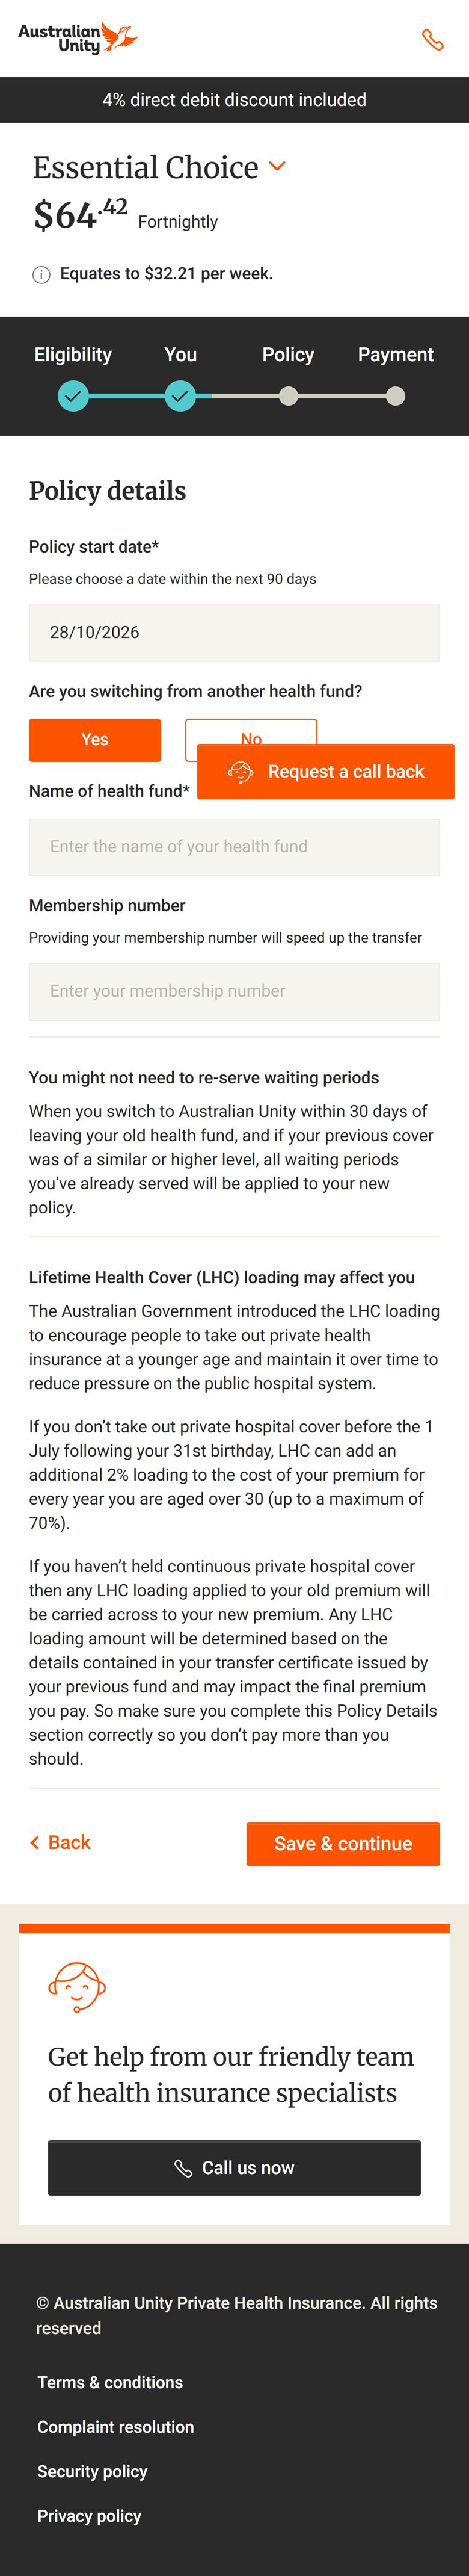 Australian
Unity
4% direct debit discount included
Essential Choice
$64.42 Fortnightly
Equates to $32.21 per week.
Eligibility You Policy Payment
Policy details
Policy start date*
Please choose a date within the next 90 days
28/10/2026
Are you switching from another health fund?
Yes No
Request a call back
Name of health fund*
Enter the name of your health fund
Membership number
Providing your membership number will speed up the transfer
Enter your membership number
You might not need to re-serve waiting periods
When you switch to Australian Unity within 30 days of
leaving your old health fund, and if your previous cover
was of a similar or higher level, all waiting periods
you've already served will be applied to your new
policy.
Lifetime Health Cover (LHC) loading may affect you
The Australian Government introduced the LHC loading
to encourage people to take out private health
insurance at a younger age and maintain it over time to
reduce pressure on the public hospital system.
If you don't take out private hospital cover before the 1
July following your 31st birthday, LHC can add an
additional 2% loading to the cost of your premium for
every year you are aged over 30 (up to a maximum of
70%).
If you haven't held continuous private hospital cover
then any LHC loading applied to your old premium will
be carried across to your new premium. Any LHC
loading amount will be determined based on the
details contained in your transfer certificate issued by
your previous fund and may impact the final premium
you pay. So make sure you complete this Policy Details
section correctly so you don't pay more than you
should.
Back Save & continue
Get help from our friendly team
of health insurance specialists
Call us now
© Australian Unity Private Health Insurance. All rights
reserved
Terms & conditions
Complaint resolution
Security policy
Privacy policy